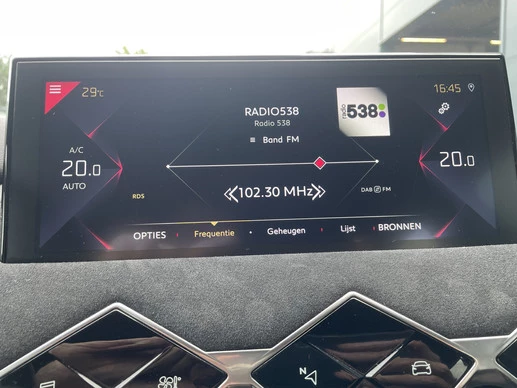 29°C
16:45
RADIO538
Radio 538
radio 538
Band FM
A/C
20.0
AUTO
20.0
RDS
102.30 MHz
DAB FM
OPTIES Frequentie Geheugen Lijst BRONNEN
N